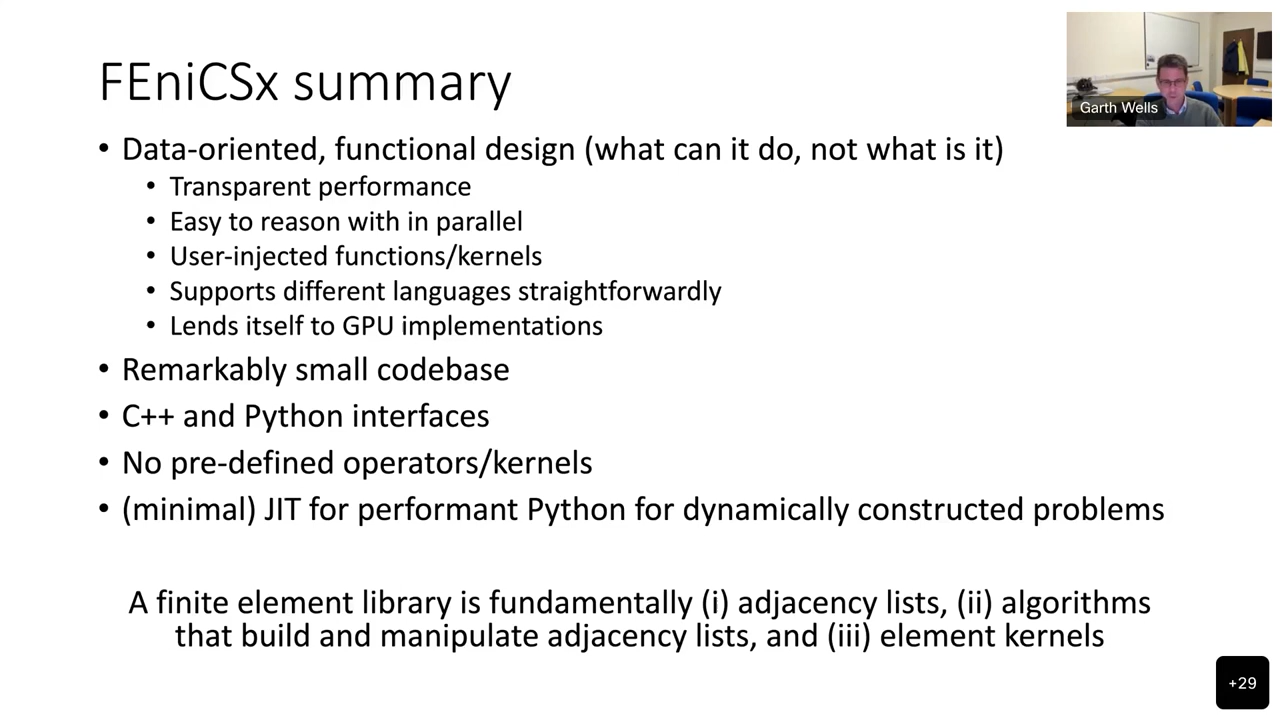 FEniCSx summary
Garth Wells
• Data-oriented, functional design (what can it do, not what is it)
• Transparent performance
• Easy to reason with in parallel
• User-injected functions/kernels
• Supports different languages straightforwardly
• Lends itself to GPU implementations
• Remarkably small codebase
• C++ and Python interfaces
• No pre-defined operators/kernels
• (minimal) JIT for performant Python for dynamically constructed problems
A finite element library is fundamentally (i) adjacency lists, (ii) algorithms
that build and manipulate adjacency lists, and (iii) element kernels
+29